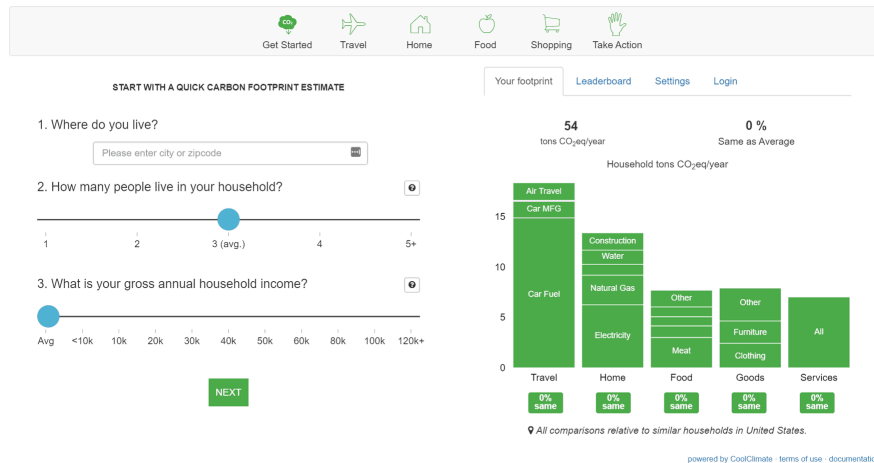 CO₂
Get Started
Travel
Home
Food
Shopping
Take Action
START WITH A QUICK CARBON FOOTPRINT ESTIMATE
1. Where do you live?
Please enter city or zipcode
2. How many people live in your household?
1 2 3 (avg.) 4 5+
3. What is your gross annual household income?
Avg <10k 10k 20k 30k 40k 50k 60k 80k 100k 120k+
NEXT
Your footprint Leaderboard Settings Login
54
tons CO₂eq/year
0 %
Same as Average
Household tons CO₂eq/year
15
10
5
0
Air Travel
Car MFG
Car Fuel
Construction
Water
Natural Gas
Electricity
Other
Meat
Other
Furniture
Clothing
All
Travel Home Food Goods Services
0% same
0% same
0% same
0% same
0% same
All comparisons relative to similar households in United States.
powered by CoolClimate - terms of use - documentatic